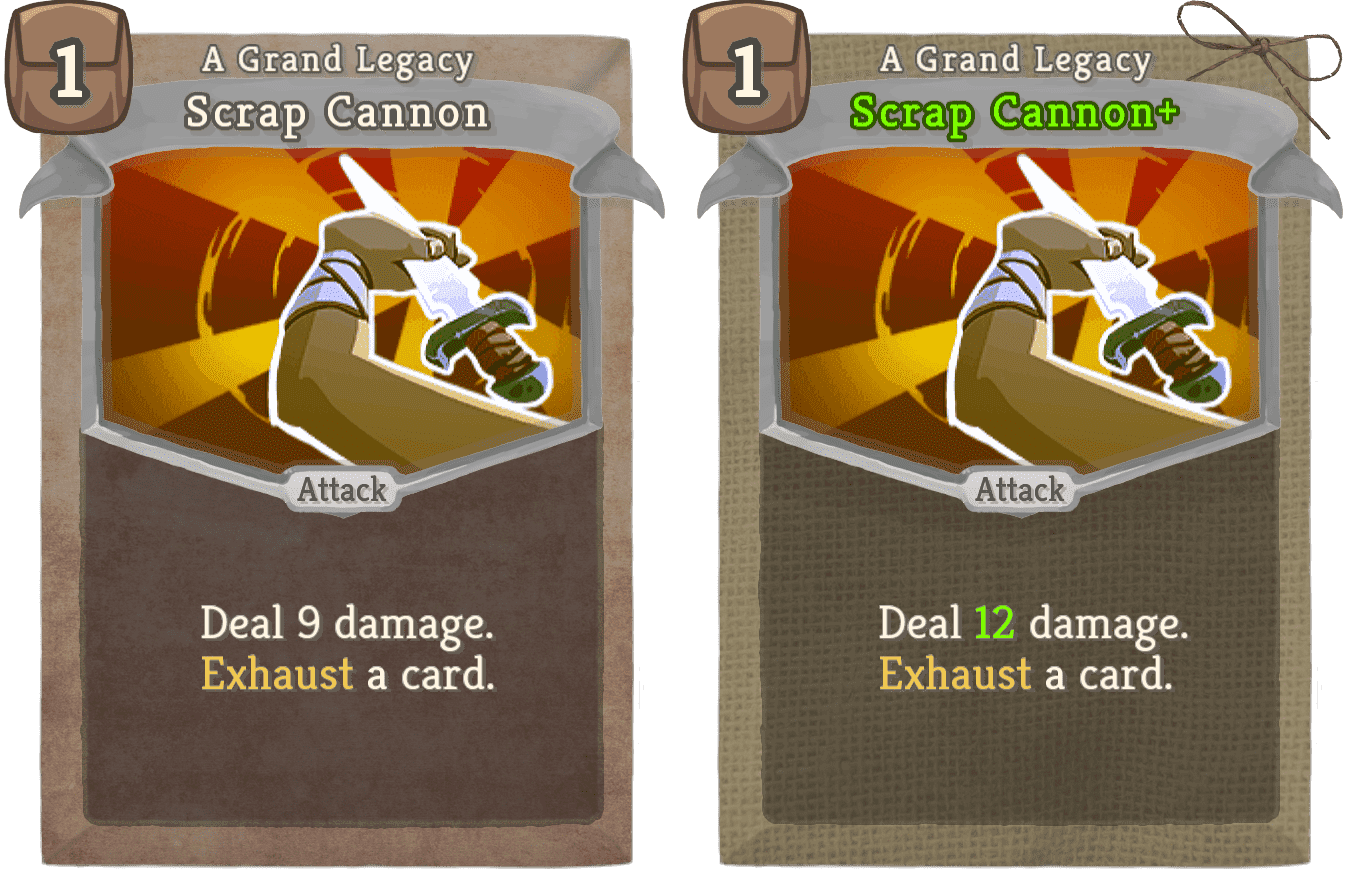 1
A Grand Legacy
Scrap Cannon
Attack
Deal 9 damage.
Exhaust a card.
1
A Grand Legacy
Scrap Cannon+
Attack
Deal 12 damage.
Exhaust a card.